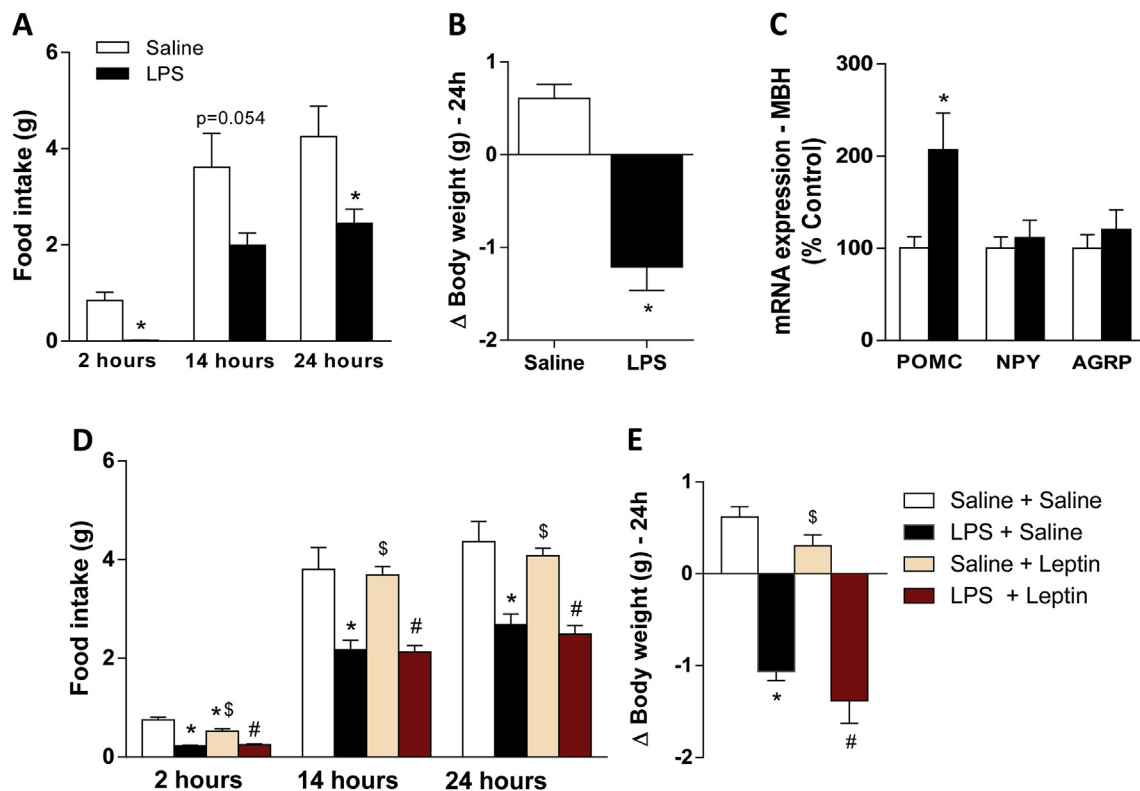 A
Food intake (g)
6
4
2
0
Saline
LPS
p=0.054
*
*
2 hours 14 hours 24 hours
B
Δ Body weight (g) - 24h
1
0
-1
-2
*
Saline LPS
C
mRNA expression - MBH
(% Control)
300
200
100
0
*
POMC NPY AGRP
D
Food intake (g)
6
4
2
0
* *$ #
* $ #
* $ #
2 hours 14 hours 24 hours
E
Δ Body weight (g) - 24h
1
0
-1
-2
$
*
#
Saline + Saline
LPS + Saline
Saline + Leptin
LPS + Leptin